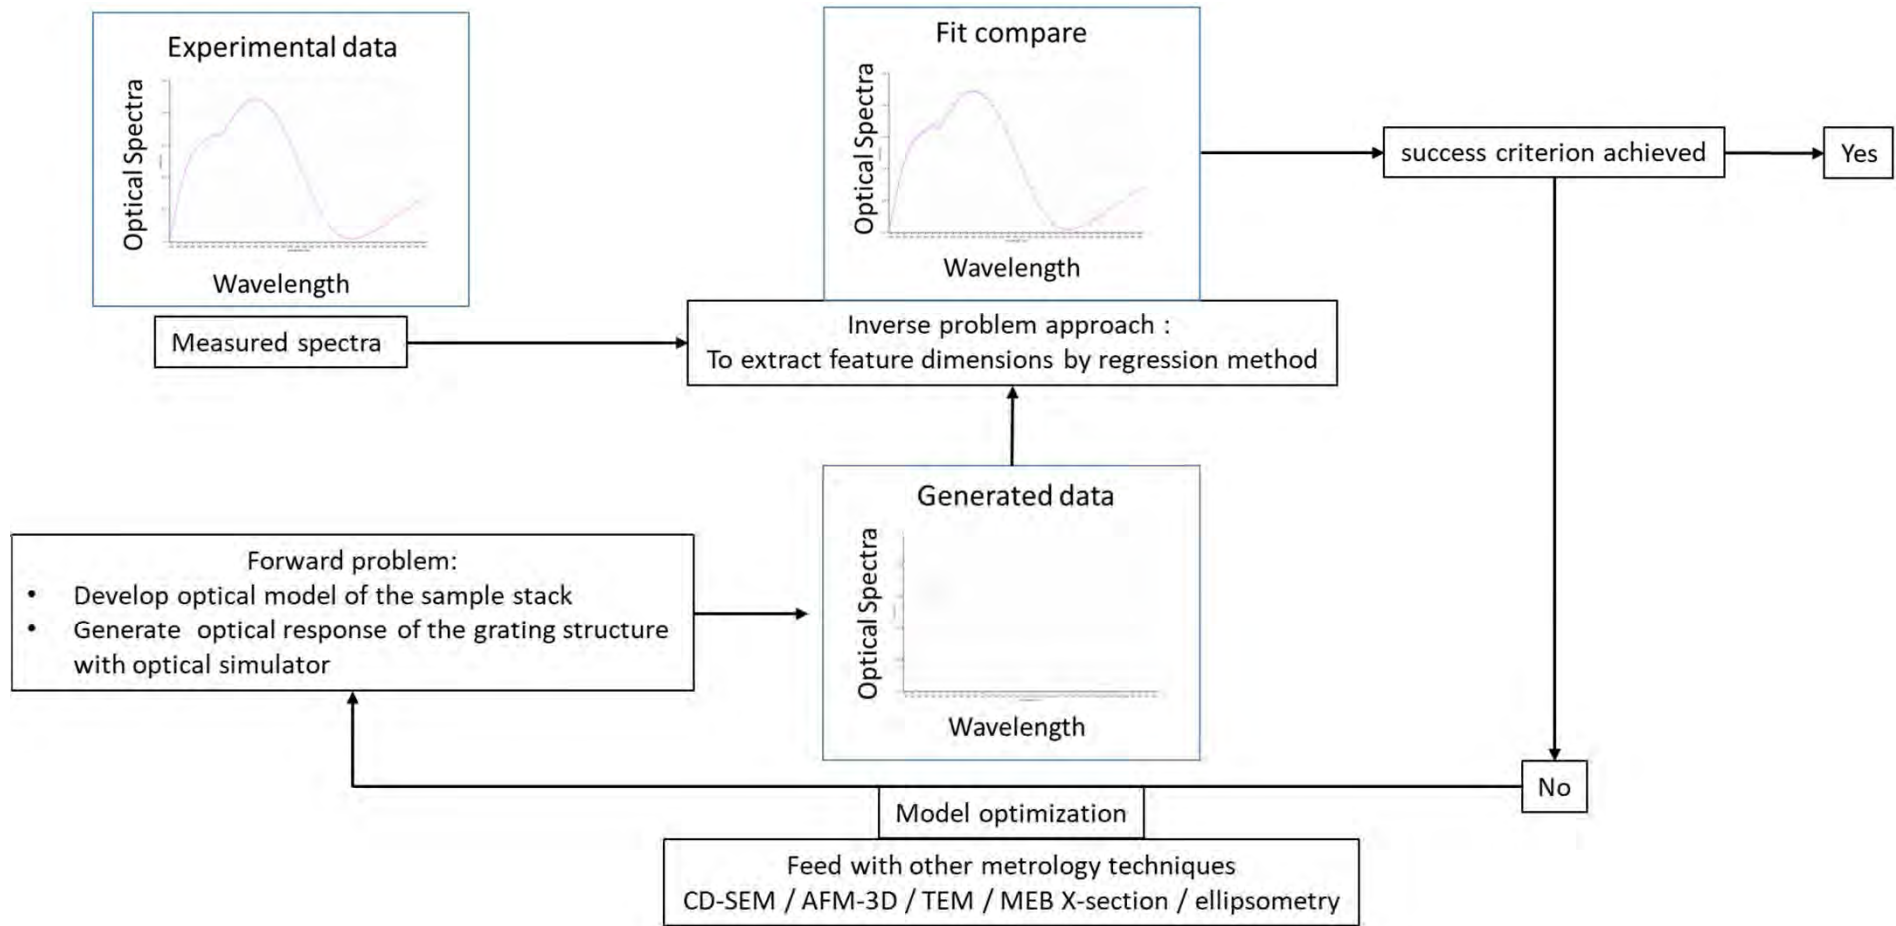 Experimental data
Optical Spectra
Wavelength
Measured spectra
Fit compare
Optical Spectra
Wavelength
Inverse problem approach :
To extract feature dimensions by regression method
success criterion achieved
Yes
Generated data
Optical Spectra
Wavelength
Forward problem:
• Develop optical model of the sample stack
• Generate optical response of the grating structure
with optical simulator
No
Model optimization
Feed with other metrology techniques
CD-SEM / AFM-3D / TEM / MEB X-section / ellipsometry